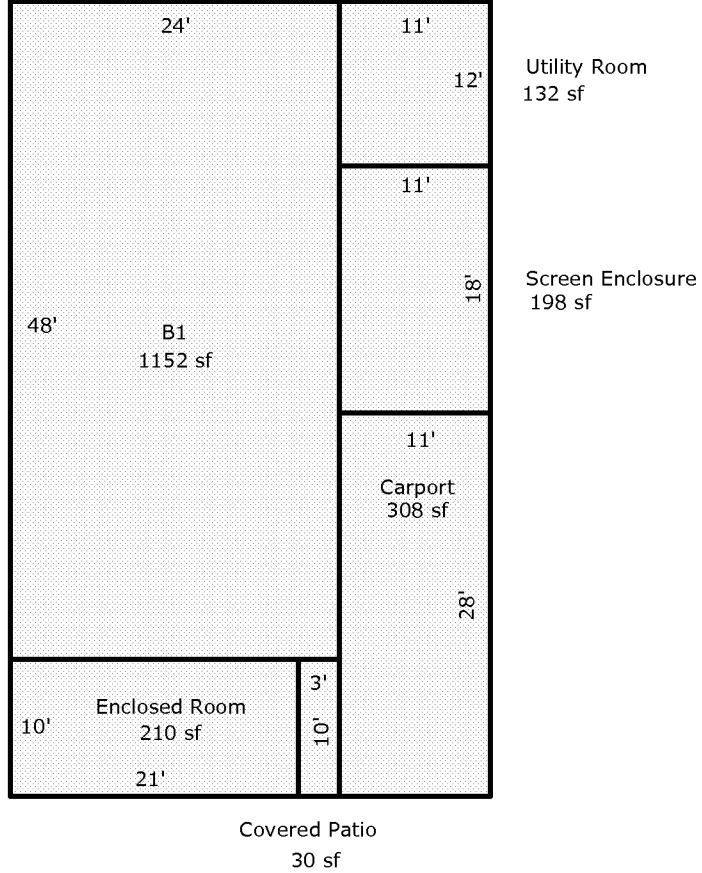 24'
11'
12'
Utility Room
132 sf
11'
18'
Screen Enclosure
198 sf
48'
B1
1152 sf
11'
Carport
308 sf
28'
3'
10'
Enclosed Room
210 sf
10'
21'
Covered Patio
30 sf